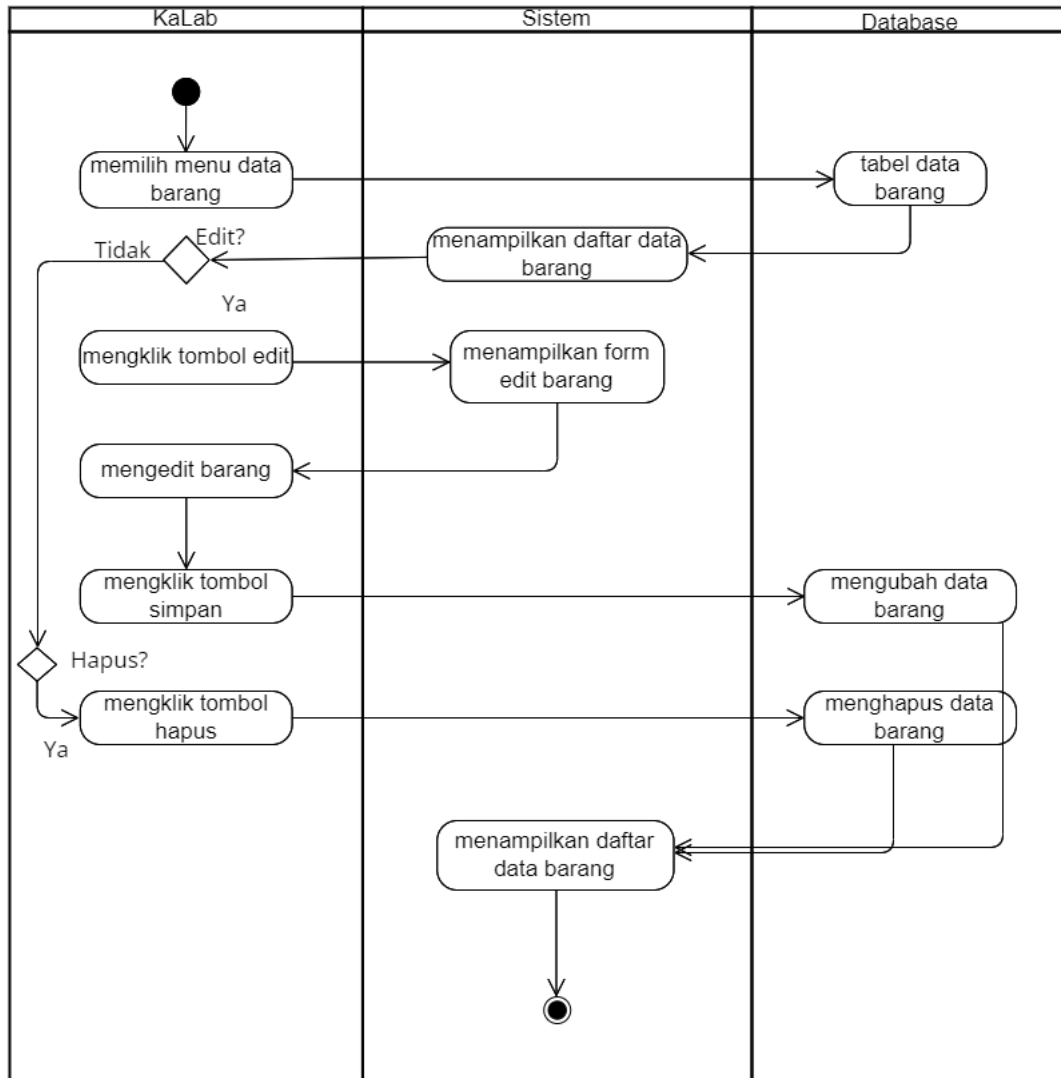 KaLab
Sistem
Database
memilih menu data
barang
tabel data
barang
menampilkan daftar data
barang
Edit?
Tidak
Ya
mengklik tombol edit
menampilkan form
edit barang
mengedit barang
mengklik tombol
simpan
mengubah data
barang
Hapus?
mengklik tombol
hapus
menghapus data
barang
Ya
menampilkan daftar
data barang